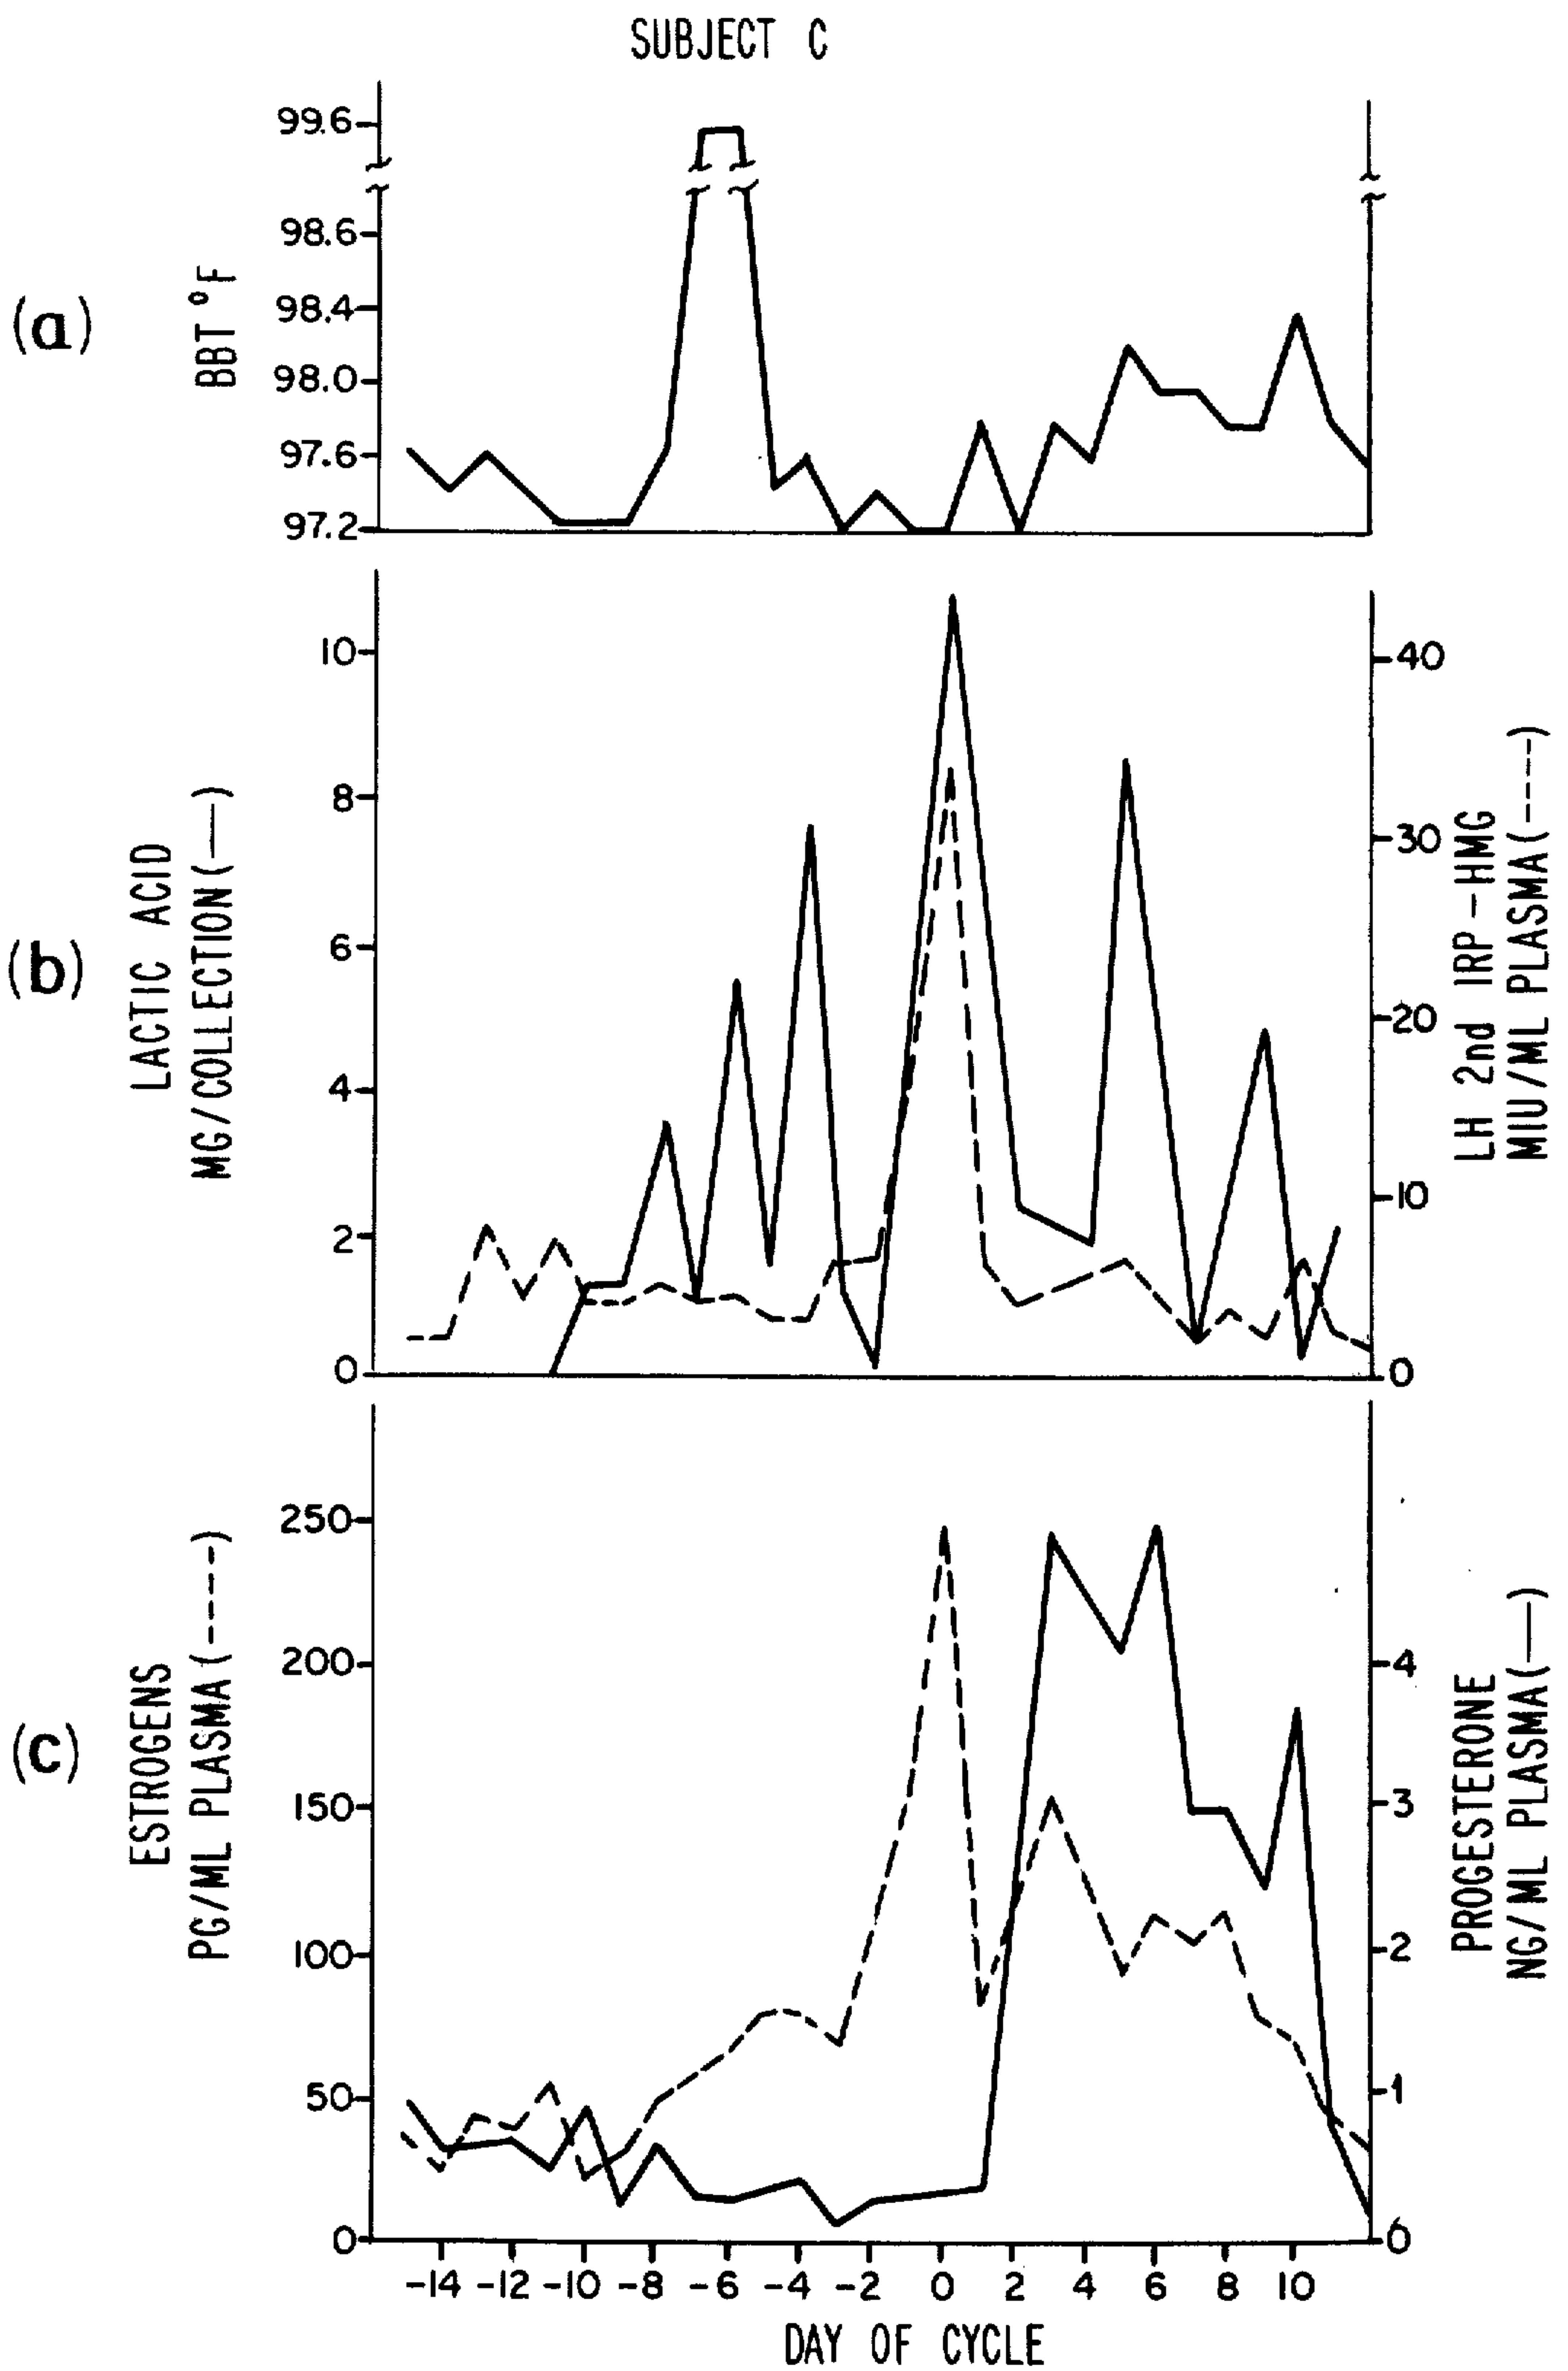 SUBJECT C
(a)
BBT °F
99.6
98.6
98.4
98.0
97.6
97.2
(b)
LACTIC ACID
MG/COLLECTION (—)
10
8
6
4
2
0
40
30
20
10
0
LH 2nd IRP-HMG
MIU/ML PLASMA (----)
(c)
ESTROGENS
PG/ML PLASMA (----)
250
200
150
100
50
0
4
3
2
1
0
PROGESTERONE
NG/ML PLASMA (—)
-14 -12 -10 -8 -6 -4 -2 0 2 4 6 8 10
DAY OF CYCLE